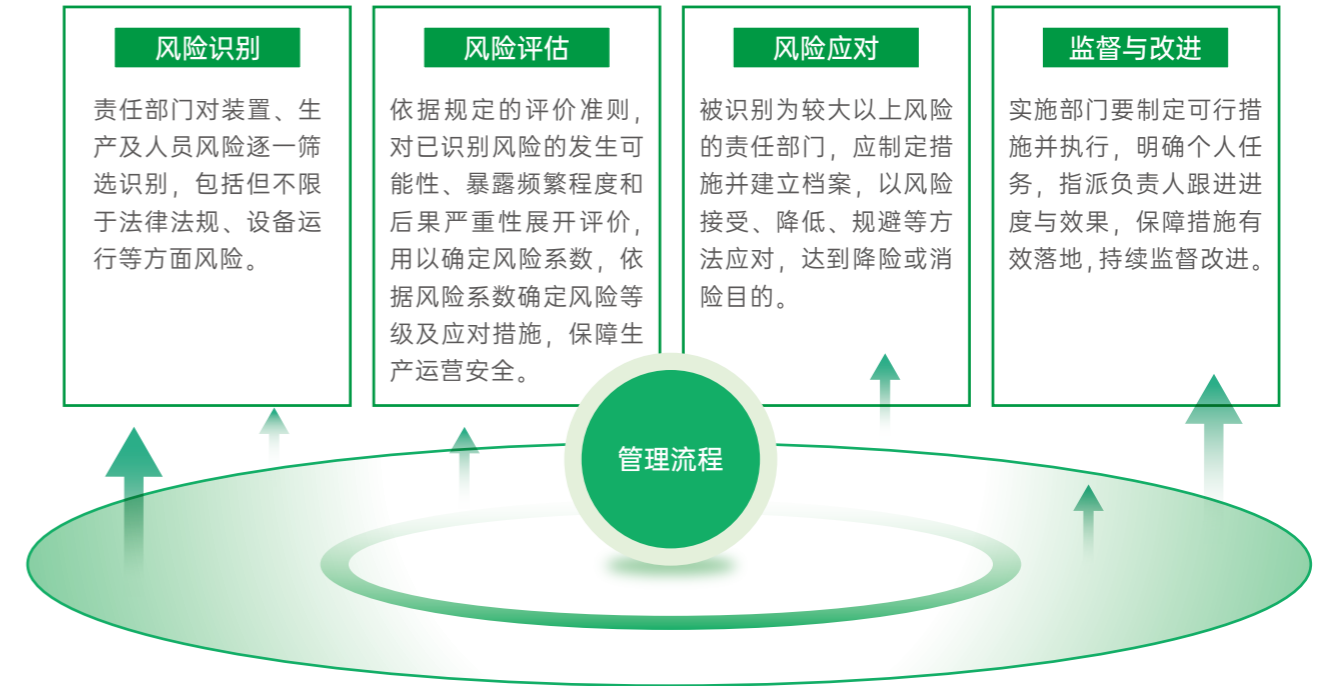 风险识别
责任部门对装置、生
产及人员风险逐一筛
选识别，包括但不限
于法律法规、设备运
行等方面风险。
风险评估
依据规定的评价准则，
对已识别风险的发生可
能性、暴露频繁程度和
后果严重性展开评价，
用以确定风险系数，依
据风险系数确定风险等
级及应对措施，保障生
产运营安全。
风险应对
被识别为较大以上风险
的责任部门，应制定措
施并建立档案，以风险
接受、降低、规避等方
法应对，达到降险或消
险目的。
监督与改进
实施部门要制定可行措
施并执行，明确个人任
务，指派负责人跟进进
度与效果，保障措施有
效落地，持续监督改进。
管理流程